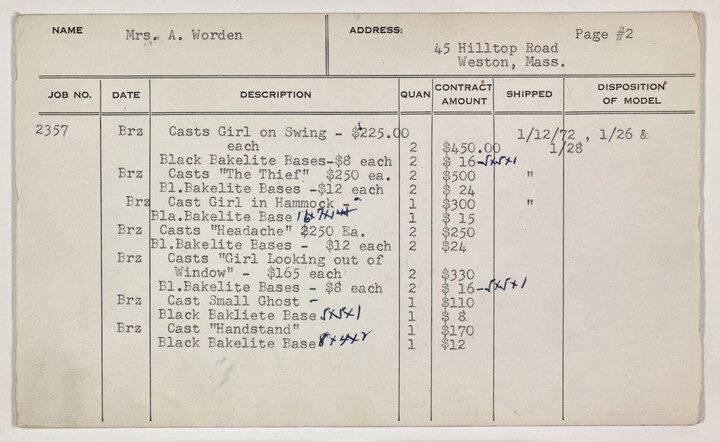 NAME Mrs. A. Worden ADDRESS: Page #2
45 Hilltop Road
Weston, Mass.
JOB NO. DATE DESCRIPTION QUAN CONTRACT AMOUNT SHIPPED DISPOSITION OF MODEL
2357 Brz Casts Girl on Swing - $225.00 1/12/72 , 1/26 &
each 2 $450.00 1/28
Black Bakelite Bases-$8 each 2 $ 16-5x5x1
Brz Casts "The Thief" $250 ea. 2 $500 "
Bl.Bakelite Bases -$12 each 2 $ 24
Brz Cast Girl in Hammock - 1 $300 "
Bla.Bakelite Base 1 $ 15
Brz Casts "Headache" $250 Ea. 2 $250
Bl.Bakelite Bases - $12 each 2 $24
Brz Casts "Girl Looking out of
Window" - $165 each 2 $330
Bl.Bakelite Bases - $8 each 2 $ 16-5x5x1
Brz Cast Small Ghost - 1 $110
Black Bakliete Base 5x5x1 1 $ 8
Brz Cast "Handstand" 1 $170
Black Bakelite Base 8x4x2 1 $12